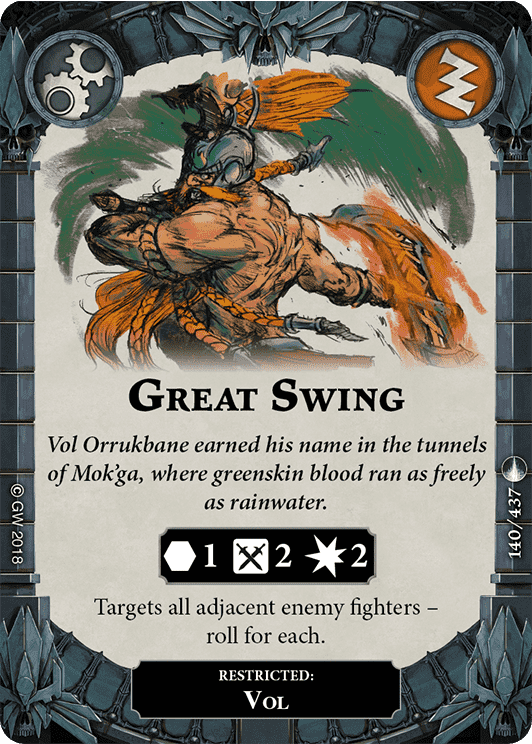 Great Swing
Vol Orrukbane earned his name in the tunnels
of Mok’ga, where greenskin blood ran as freely
as rainwater.
1 2 2
Targets all adjacent enemy fighters –
roll for each.
RESTRICTED:
Vol
© GW 2018
140/437